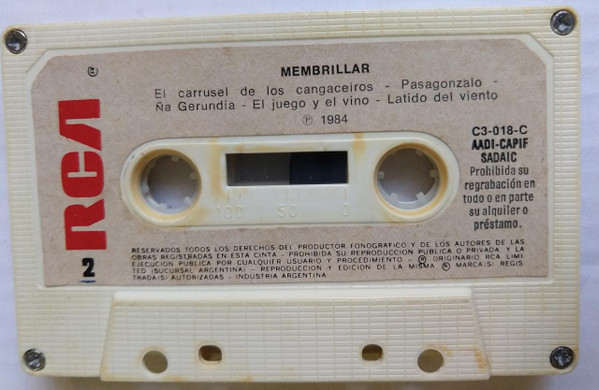 MEMBRILLAR
El carrusel de los cangaceiros - Pasagonzalo -
Ña Gerundia - El juego y el vino - Latido del viento
Ⓟ 1984
RCA
2
C3-018-C
AADI-CAPIF
SADAIC
Prohibida su
regrabación en
todo o en parte
su alquiler o
préstamo.
100 50 0
RESERVADOS TODOS LOS DERECHOS DEL PRODUCTOR FONOGRAFICO Y DE LOS AUTORES DE LAS
OBRAS REGISTRADAS EN ESTA CINTA - PROHIBIDA SU REPRODUCCION PUBLICA O PRIVADA Y LA
EJECUCION PUBLICA POR CUALQUIER USUARIO Y PROCEDIMIENTO - Ⓟ ORIGINARIO RCA LIMI
TED (SUCURSAL ARGENTINA) - REPRODUCCION Y EDICION DE LA MISMA MARCA(S) REGIS
TRADA(S) AUTORIZADAS - INDUSTRIA ARGENTINA